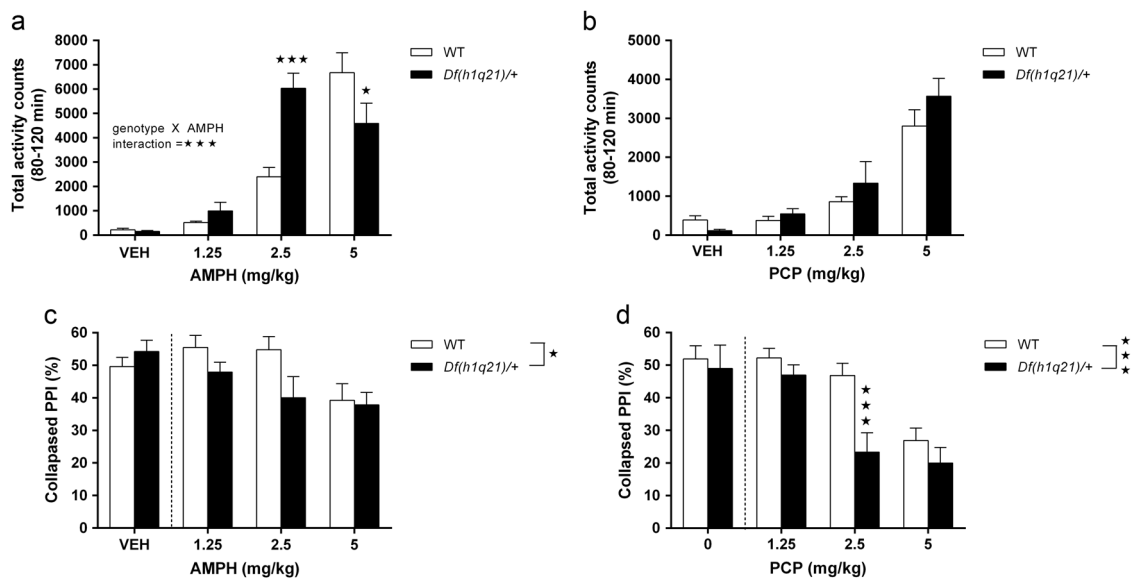 a
8000
7000
6000
5000
4000
3000
2000
1000
0
Total activity counts
(80-120 min)
genotype X AMPH
interaction =★★★
★★★
★
VEH 1.25 2.5 5
AMPH (mg/kg)
WT
Df(h1q21)/+
b
5000
4000
3000
2000
1000
0
Total activity counts
(80-120 min)
VEH 1.25 2.5 5
PCP (mg/kg)
WT
Df(h1q21)/+
c
60
50
40
30
20
10
0
Collapased PPI (%)
VEH 1.25 2.5 5
AMPH (mg/kg)
WT
Df(h1q21)/+
★
d
60
50
40
30
20
10
0
Collapsed PPI (%)
★★★
0 1.25 2.5 5
PCP (mg/kg)
WT
Df(h1q21)/+
★★★